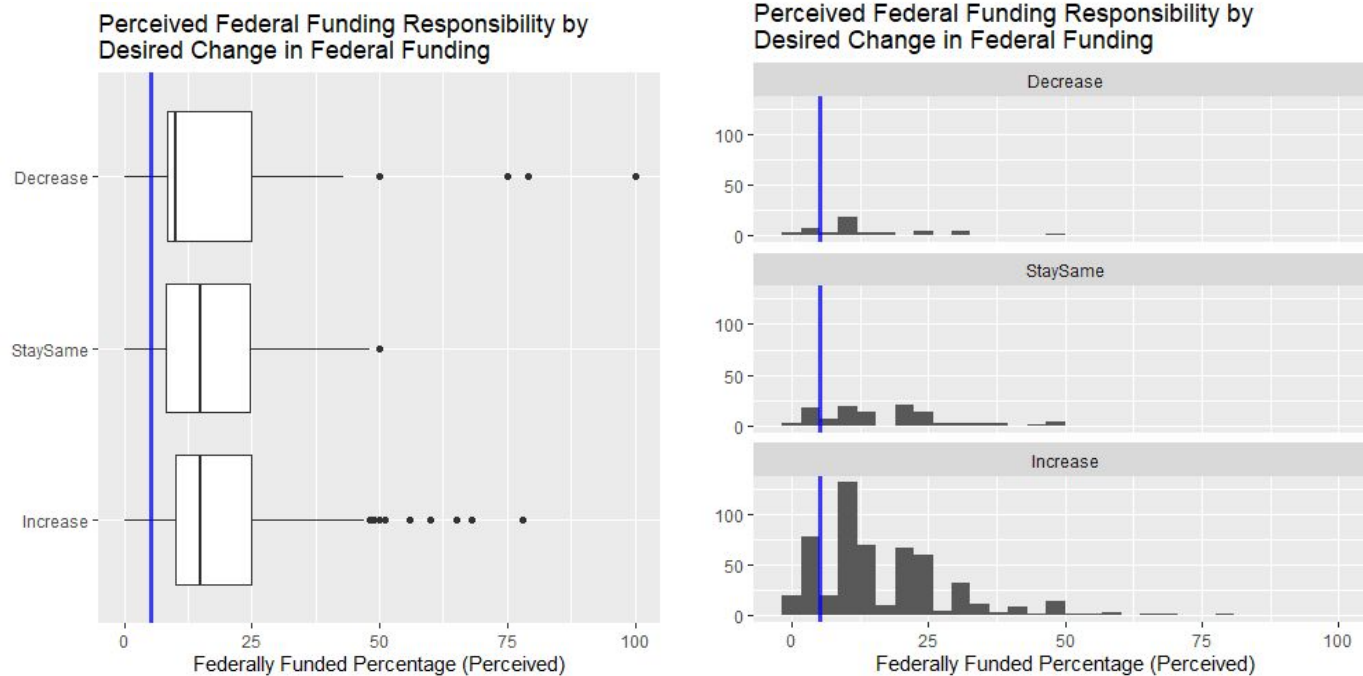 Perceived Federal Funding Responsibility by
Desired Change in Federal Funding
Decrease
StaySame
Increase
0 25 50 75 100
Federally Funded Percentage (Perceived)
Perceived Federal Funding Responsibility by
Desired Change in Federal Funding
Decrease
100
50
0
StaySame
100
50
0
Increase
100
50
0
0 25 50 75 100
Federally Funded Percentage (Perceived)